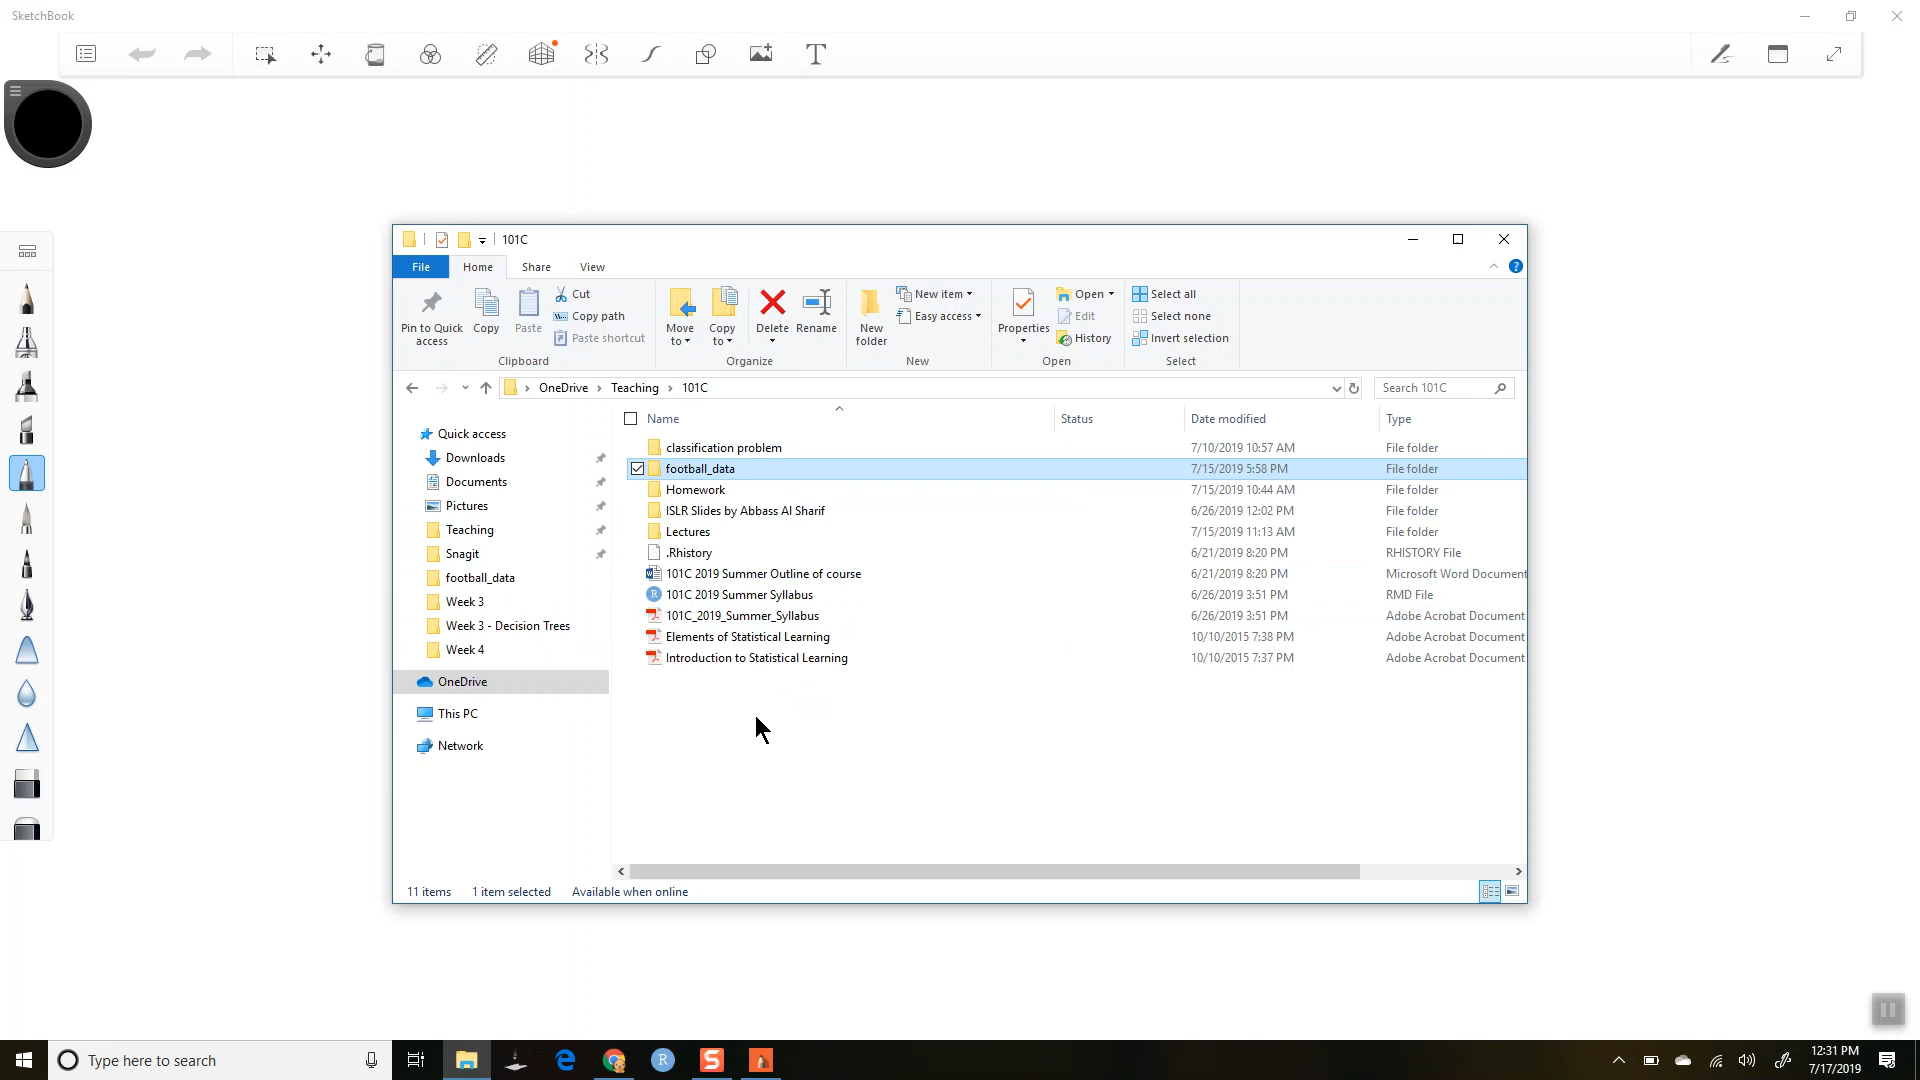 SketchBook
T
101C
File Home Share View
Pin to Quick access
Copy
Paste
Cut
Copy path
Paste shortcut
Clipboard
Move to
Copy to
Delete
Rename
Organize
New folder
New item
Easy access
New
Properties
Open
Edit
History
Open
Select all
Select none
Invert selection
Select
OneDrive > Teaching > 101C
Search 101C
Name Status Date modified Type
Quick access
Downloads
Documents
Pictures
Teaching
Snagit
football_data
Week 3
Week 3 - Decision Trees
Week 4
OneDrive
This PC
Network
classification problem 7/10/2019 10:57 AM File folder
football_data 7/15/2019 5:58 PM File folder
Homework 7/15/2019 10:44 AM File folder
ISLR Slides by Abbass Al Sharif 6/26/2019 12:02 PM File folder
Lectures 7/15/2019 11:13 AM File folder
.Rhistory 6/21/2019 8:20 PM RHISTORY File
101C 2019 Summer Outline of course 6/21/2019 8:20 PM Microsoft Word Document
101C 2019 Summer Syllabus 6/26/2019 3:51 PM RMD File
101C_2019_Summer_Syllabus 6/26/2019 3:51 PM Adobe Acrobat Document
Elements of Statistical Learning 10/10/2015 7:38 PM Adobe Acrobat Document
Introduction to Statistical Learning 10/10/2015 7:37 PM Adobe Acrobat Document
11 items 1 item selected Available when online
Type here to search
12:31 PM
7/17/2019